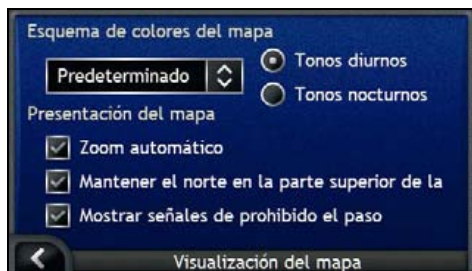 Esquema de colores del mapa
Predeterminado
Tonos diurnos
Tonos nocturnos
Presentación del mapa
Zoom automático
Mantener el norte en la parte superior de la
Mostrar señales de prohibido el paso
Visualización del mapa